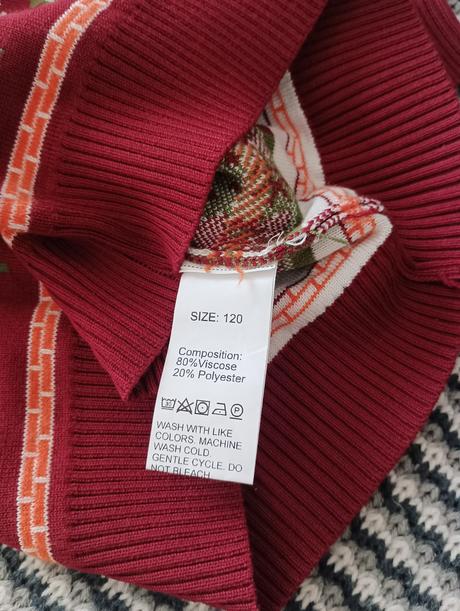 SIZE: 120
Composition:
80%Viscose
20% Polyester
WASH WITH LIKE
COLORS. MACHINE
WASH COLD.
GENTLE CYCLE. DO
NOT BLEACH.